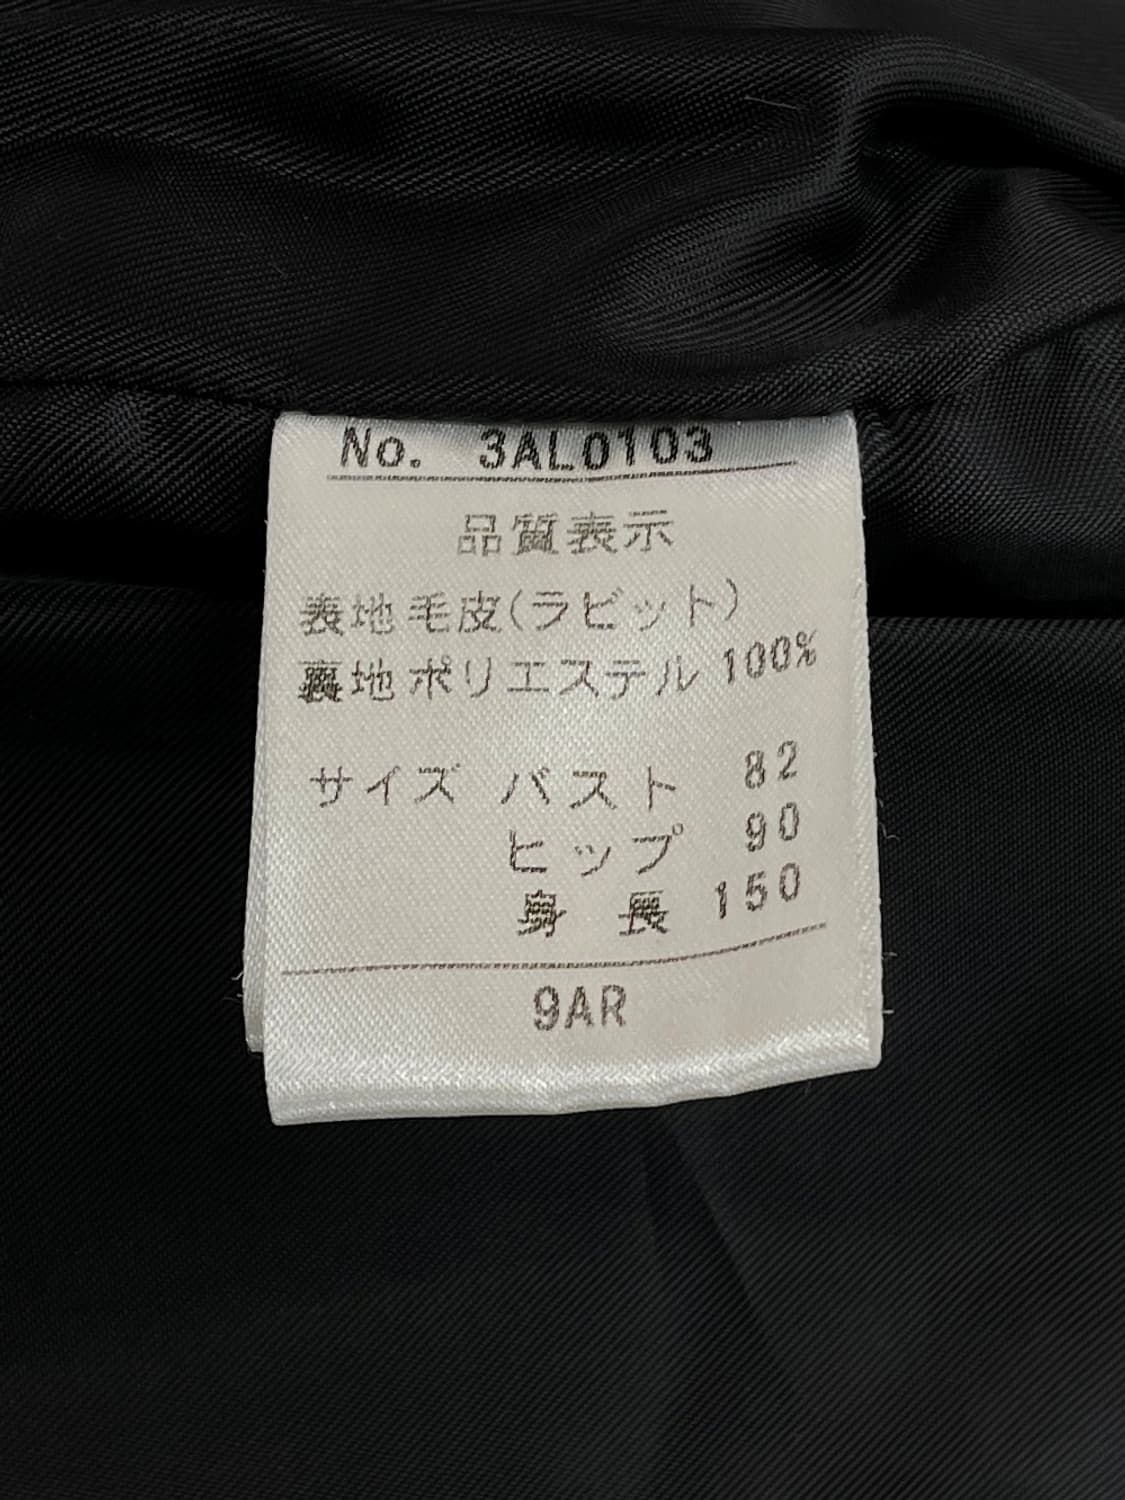 No. 3AL0103
品質表示
表地 毛皮(ラビット)
裏地 ポリエステル 100%
サイズ バスト 82
ヒップ 90
身長 150
9AR